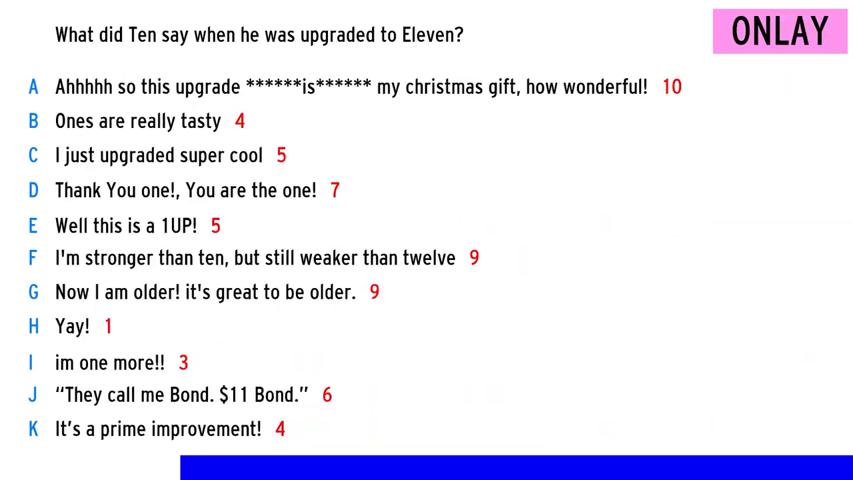 What did Ten say when he was upgraded to Eleven?
ONLAY
A Ahhhhh so this upgrade ******is****** my christmas gift, how wonderful! 10
B Ones are really tasty 4
C I just upgraded super cool 5
D Thank You one!, You are the one! 7
E Well this is a 1UP! 5
F I'm stronger than ten, but still weaker than twelve 9
G Now I am older! it's great to be older. 9
H Yay! 1
I im one more!! 3
J “They call me Bond. $11 Bond.” 6
K It’s a prime improvement! 4